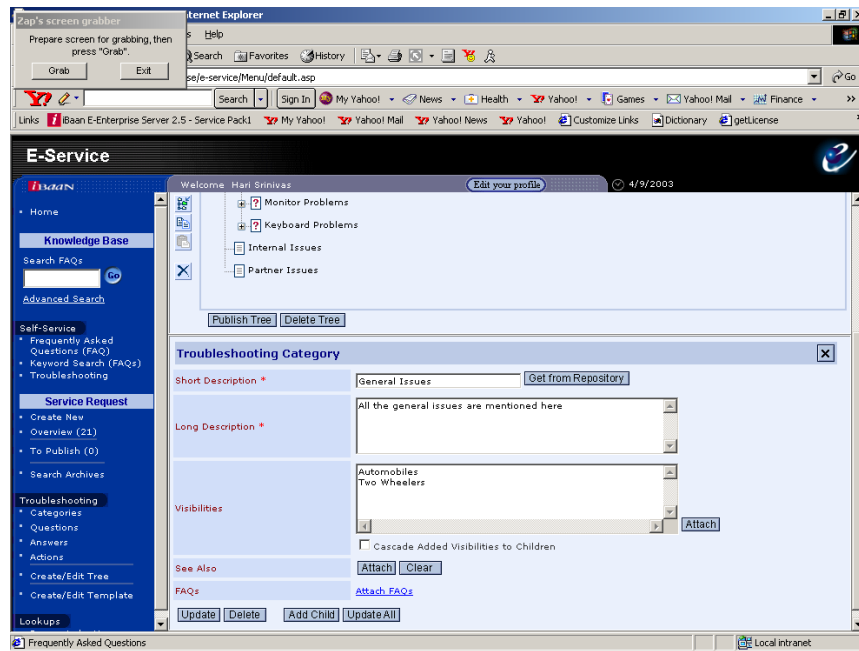 Zap's screen grabber
Prepare screen for grabbing, then
press "Grab".
Grab Exit
ternet Explorer
s Help
Search Favorites History
se/e-service/Menu/default.asp
Go
Y! Search Sign In My Yahoo! News Health Yahoo! Games Yahoo! Mail Finance »
Links iBaan E-Enterprise Server 2.5 - Service Pack1 My Yahoo! Yahoo! Mail Yahoo! News Yahoo! Customize Links Dictionary getLicense
E-Service
iBaan
Welcome Hari Srinivas Edit your profile 4/9/2003
Home
Knowledge Base
Search FAQs
Go
Advanced Search
Self-Service
Frequently Asked
Questions (FAQ)
Keyword Search (FAQs)
Troubleshooting
Service Request
Create New
Overview (21)
To Publish (0)
Search Archives
Troubleshooting
Categories
Questions
Answers
Actions
Create/Edit Tree
Create/Edit Template
Lookups
Monitor Problems
Keyboard Problems
Internal Issues
Partner Issues
Publish Tree Delete Tree
Troubleshooting Category
Short Description * General Issues Get from Repository
Long Description * All the general issues are mentioned here
Visibilities
Automobiles
Two Wheelers
Attach
Cascade Added Visibilities to Children
See Also Attach Clear
FAQs Attach FAQs
Update Delete Add Child Update All
Frequently Asked Questions Local intranet